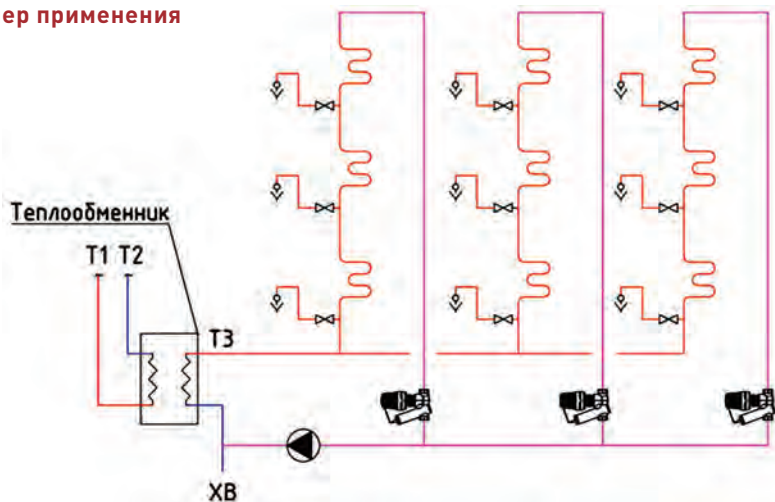 ер применения
Теплообменник
Т1 Т2
Т3
ХВ